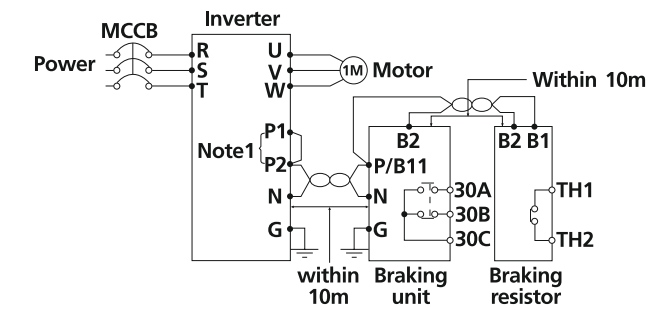 Inverter
MCCB
Power
R
S
T
U
V
W
1M
Motor
Within 10m
P1
Note1
P2
N
G
B2
P/B11
N
G
30A
30B
30C
B2 B1
TH1
TH2
within
10m
Braking
unit
Braking
resistor